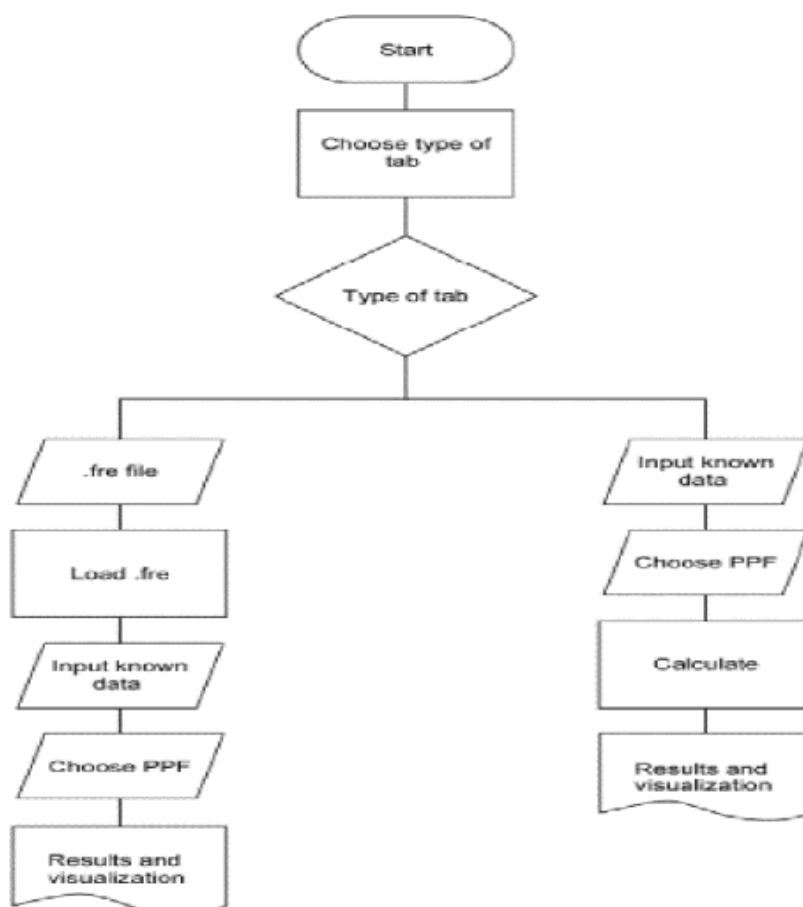 Start
Choose type of
tab
Type of tab
.fre file
Load .fre
Input known
data
Choose PPF
Results and
visualization
Input known
data
Choose PPF
Calculate
Results and
visualization